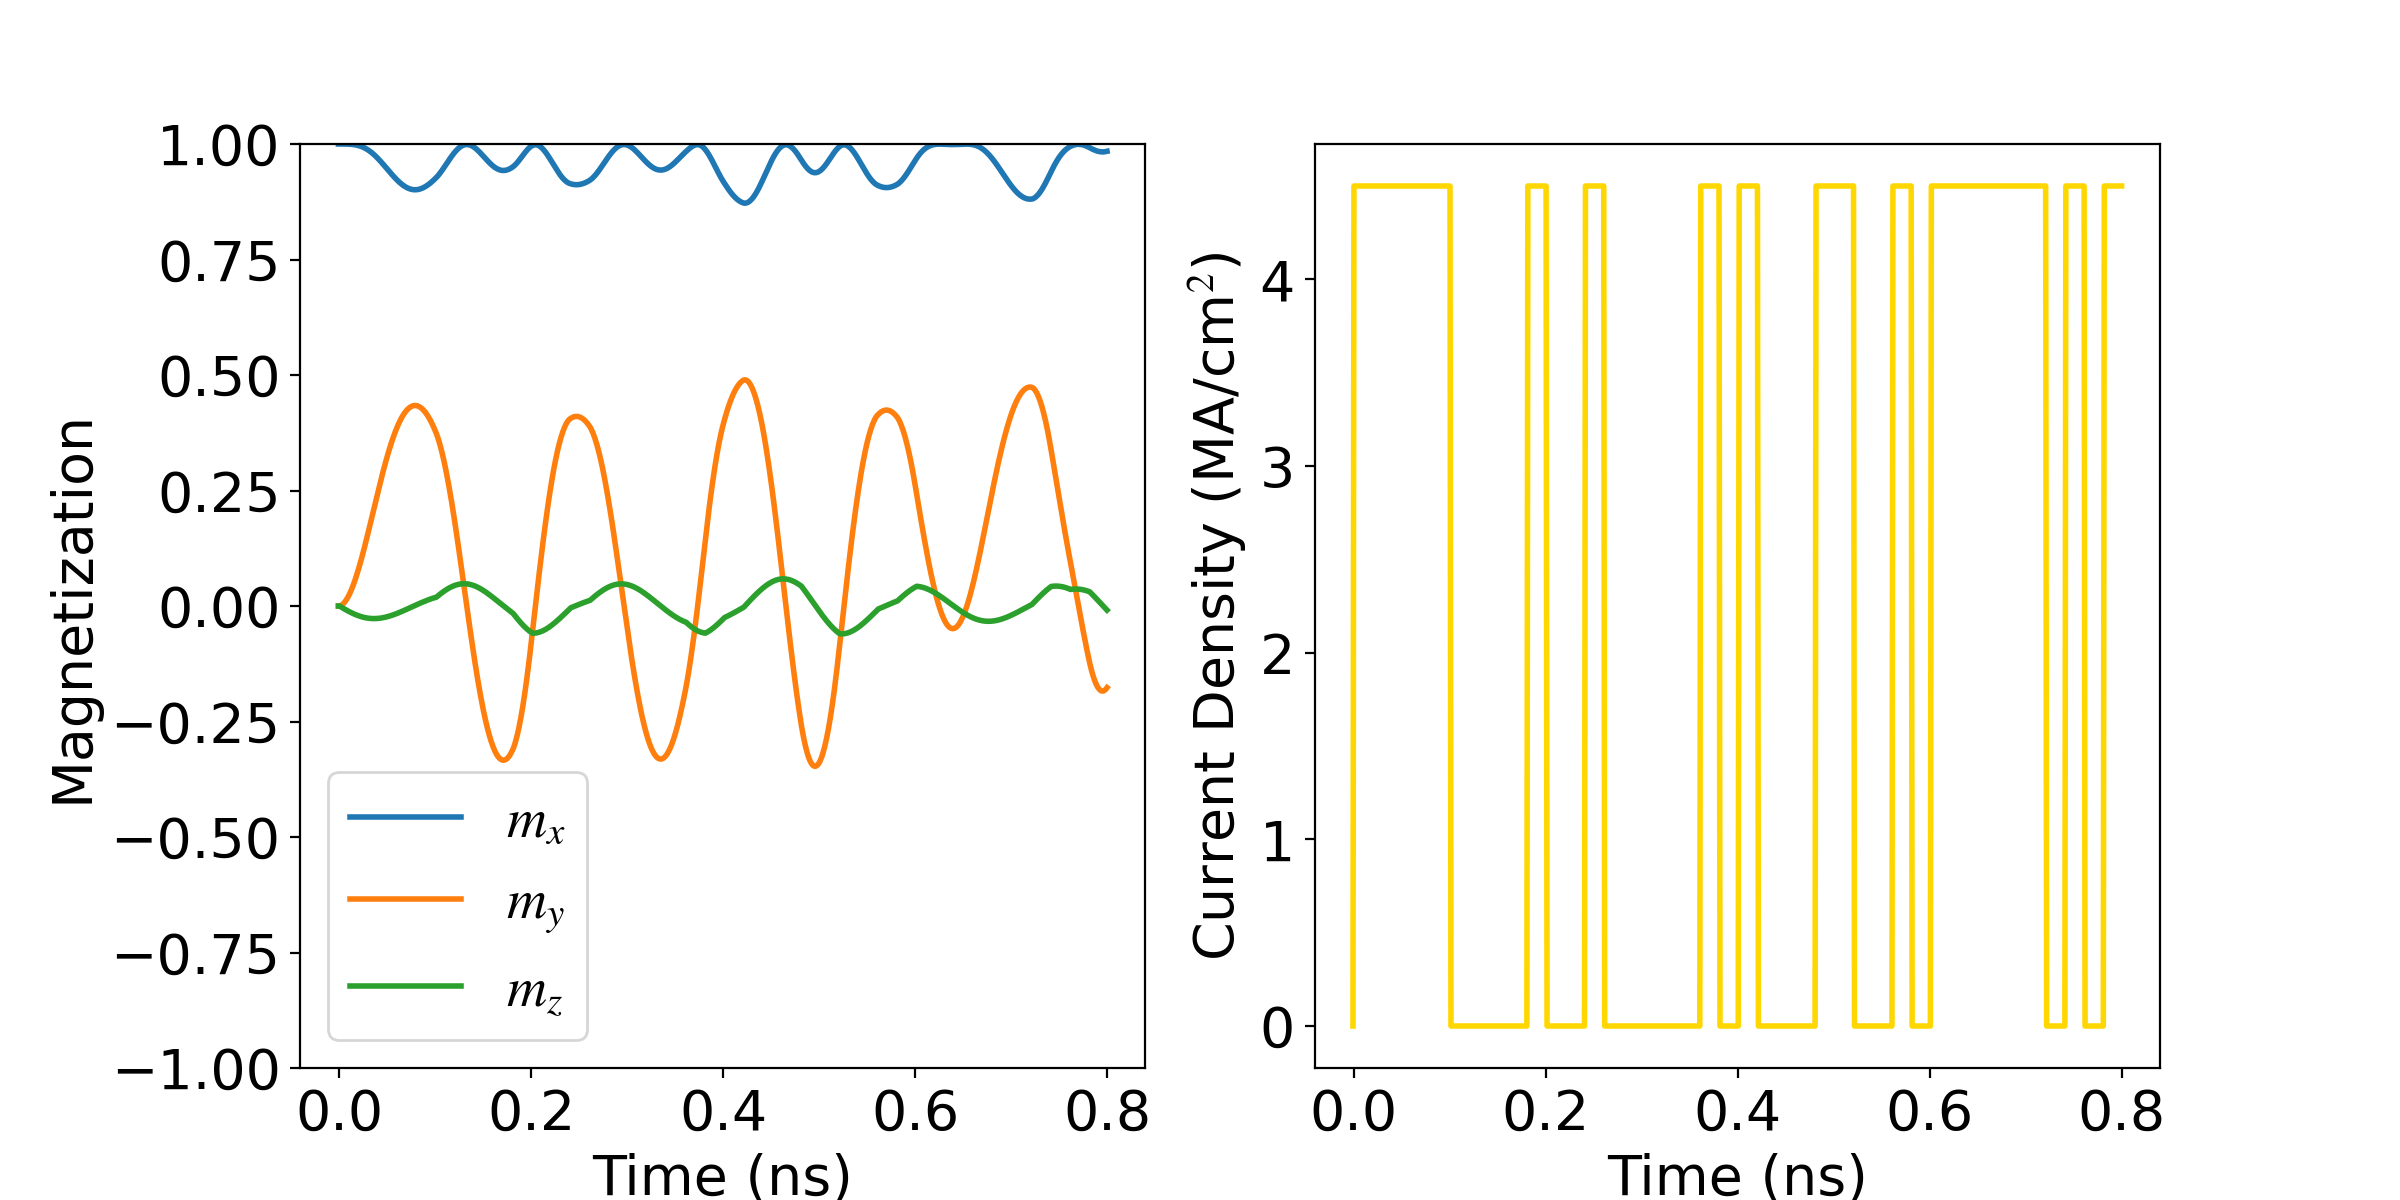 Magnetization
1.00
0.75
0.50
0.25
0.00
−0.25
−0.50
−0.75
−1.00
0.0 0.2 0.4 0.6 0.8
Time (ns)
mₓ
m_y
m_z
Current Density (MA/cm²)
4
3
2
1
0
0.0 0.2 0.4 0.6 0.8
Time (ns)